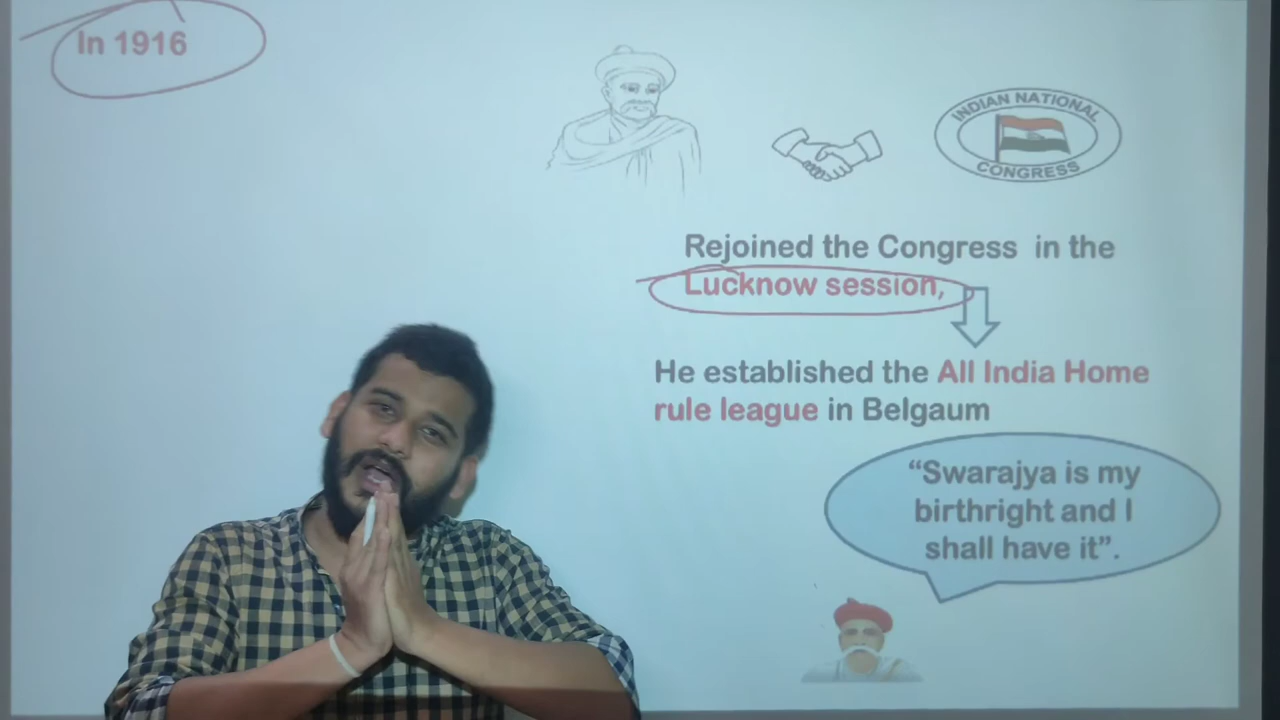 In 1916
INDIAN NATIONAL
CONGRESS
Rejoined the Congress in the
Lucknow session,
He established the All India Home
rule league in Belgaum
“Swarajya is my
birthright and I
shall have it”.